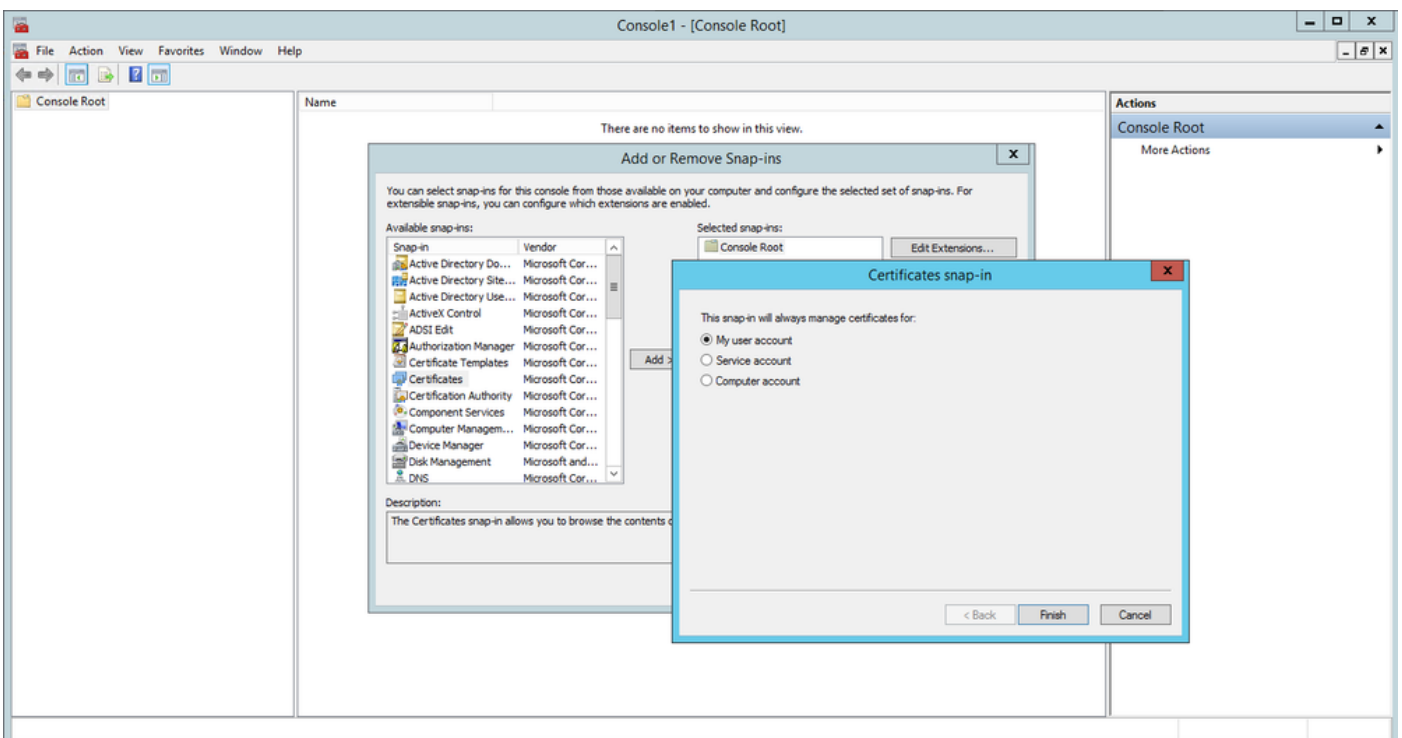 Console1 - [Console Root]
File Action View Favorites Window Help
Console Root
Name
There are no items to show in this view.
Actions
Console Root
More Actions
Add or Remove Snap-ins
You can select snap-ins for this console from those available on your computer and configure the selected set of snap-ins. For
extensible snap-ins, you can configure which extensions are enabled.
Available snap-ins:
Snap-in Vendor
Active Directory Do... Microsoft Cor...
Active Directory Site... Microsoft Cor...
Active Directory Use... Microsoft Cor...
ActiveX Control Microsoft Cor...
ADSI Edit Microsoft Cor...
Authorization Manager Microsoft Cor...
Certificate Templates Microsoft Cor...
Certificates Microsoft Cor...
Certification Authority Microsoft Cor...
Component Services Microsoft Cor...
Computer Managem... Microsoft Cor...
Device Manager Microsoft Cor...
Disk Management Microsoft and...
DNS Microsoft Cor...
Add >
Selected snap-ins:
Console Root
Edit Extensions...
Description:
The Certificates snap-in allows you to browse the contents
Certificates snap-in
This snap-in will always manage certificates for:
My user account
Service account
Computer account
< Back Finish Cancel